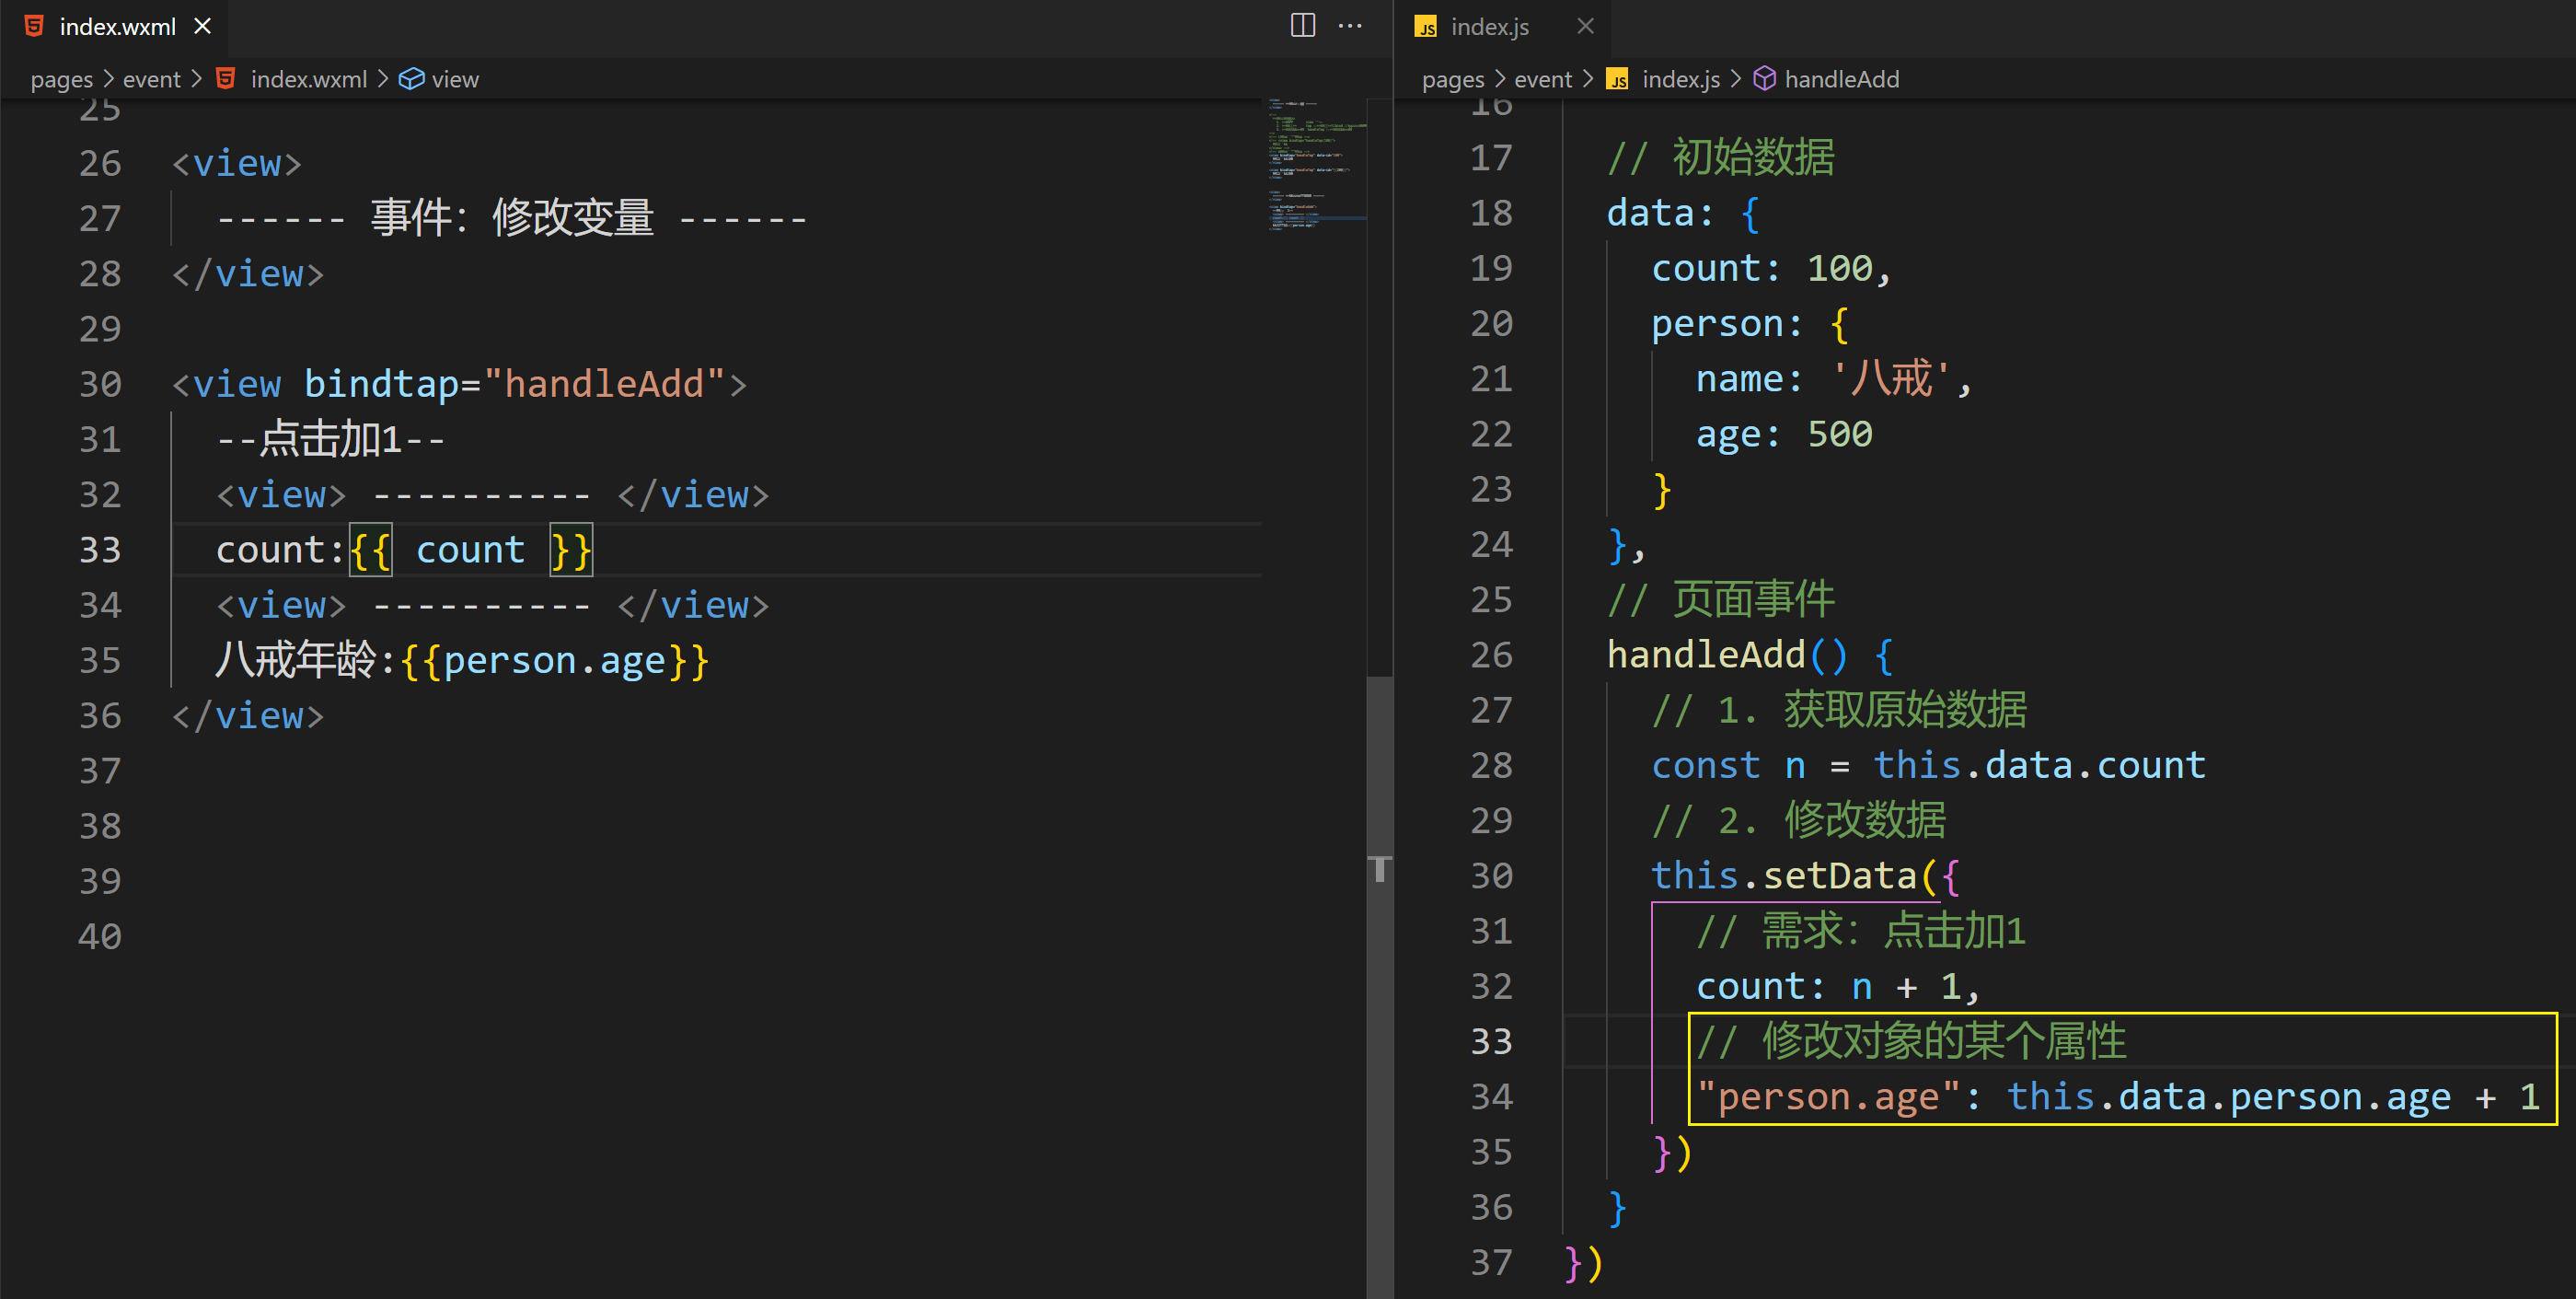 index.wxml
pages > event > index.wxml > view
25
26 <view>
27 ------ 事件：修改变量 ------
28 </view>
29
30 <view bindtap="handleAdd">
31 --点击加1--
32 <view> ---------- </view>
33 count:{{ count }}
34 <view> ---------- </view>
35 八戒年龄:{{person.age}}
36 </view>
37
38
39
40
JS index.js
pages > event > JS index.js > handleAdd
16
17 // 初始数据
18 data: {
19 count: 100,
20 person: {
21 name: '八戒',
22 age: 500
23 }
24 },
25 // 页面事件
26 handleAdd() {
27 // 1. 获取原始数据
28 const n = this.data.count
29 // 2. 修改数据
30 this.setData({
31 // 需求：点击加1
32 count: n + 1,
33 // 修改对象的某个属性
34 "person.age": this.data.person.age + 1
35 })
36 }
37 })